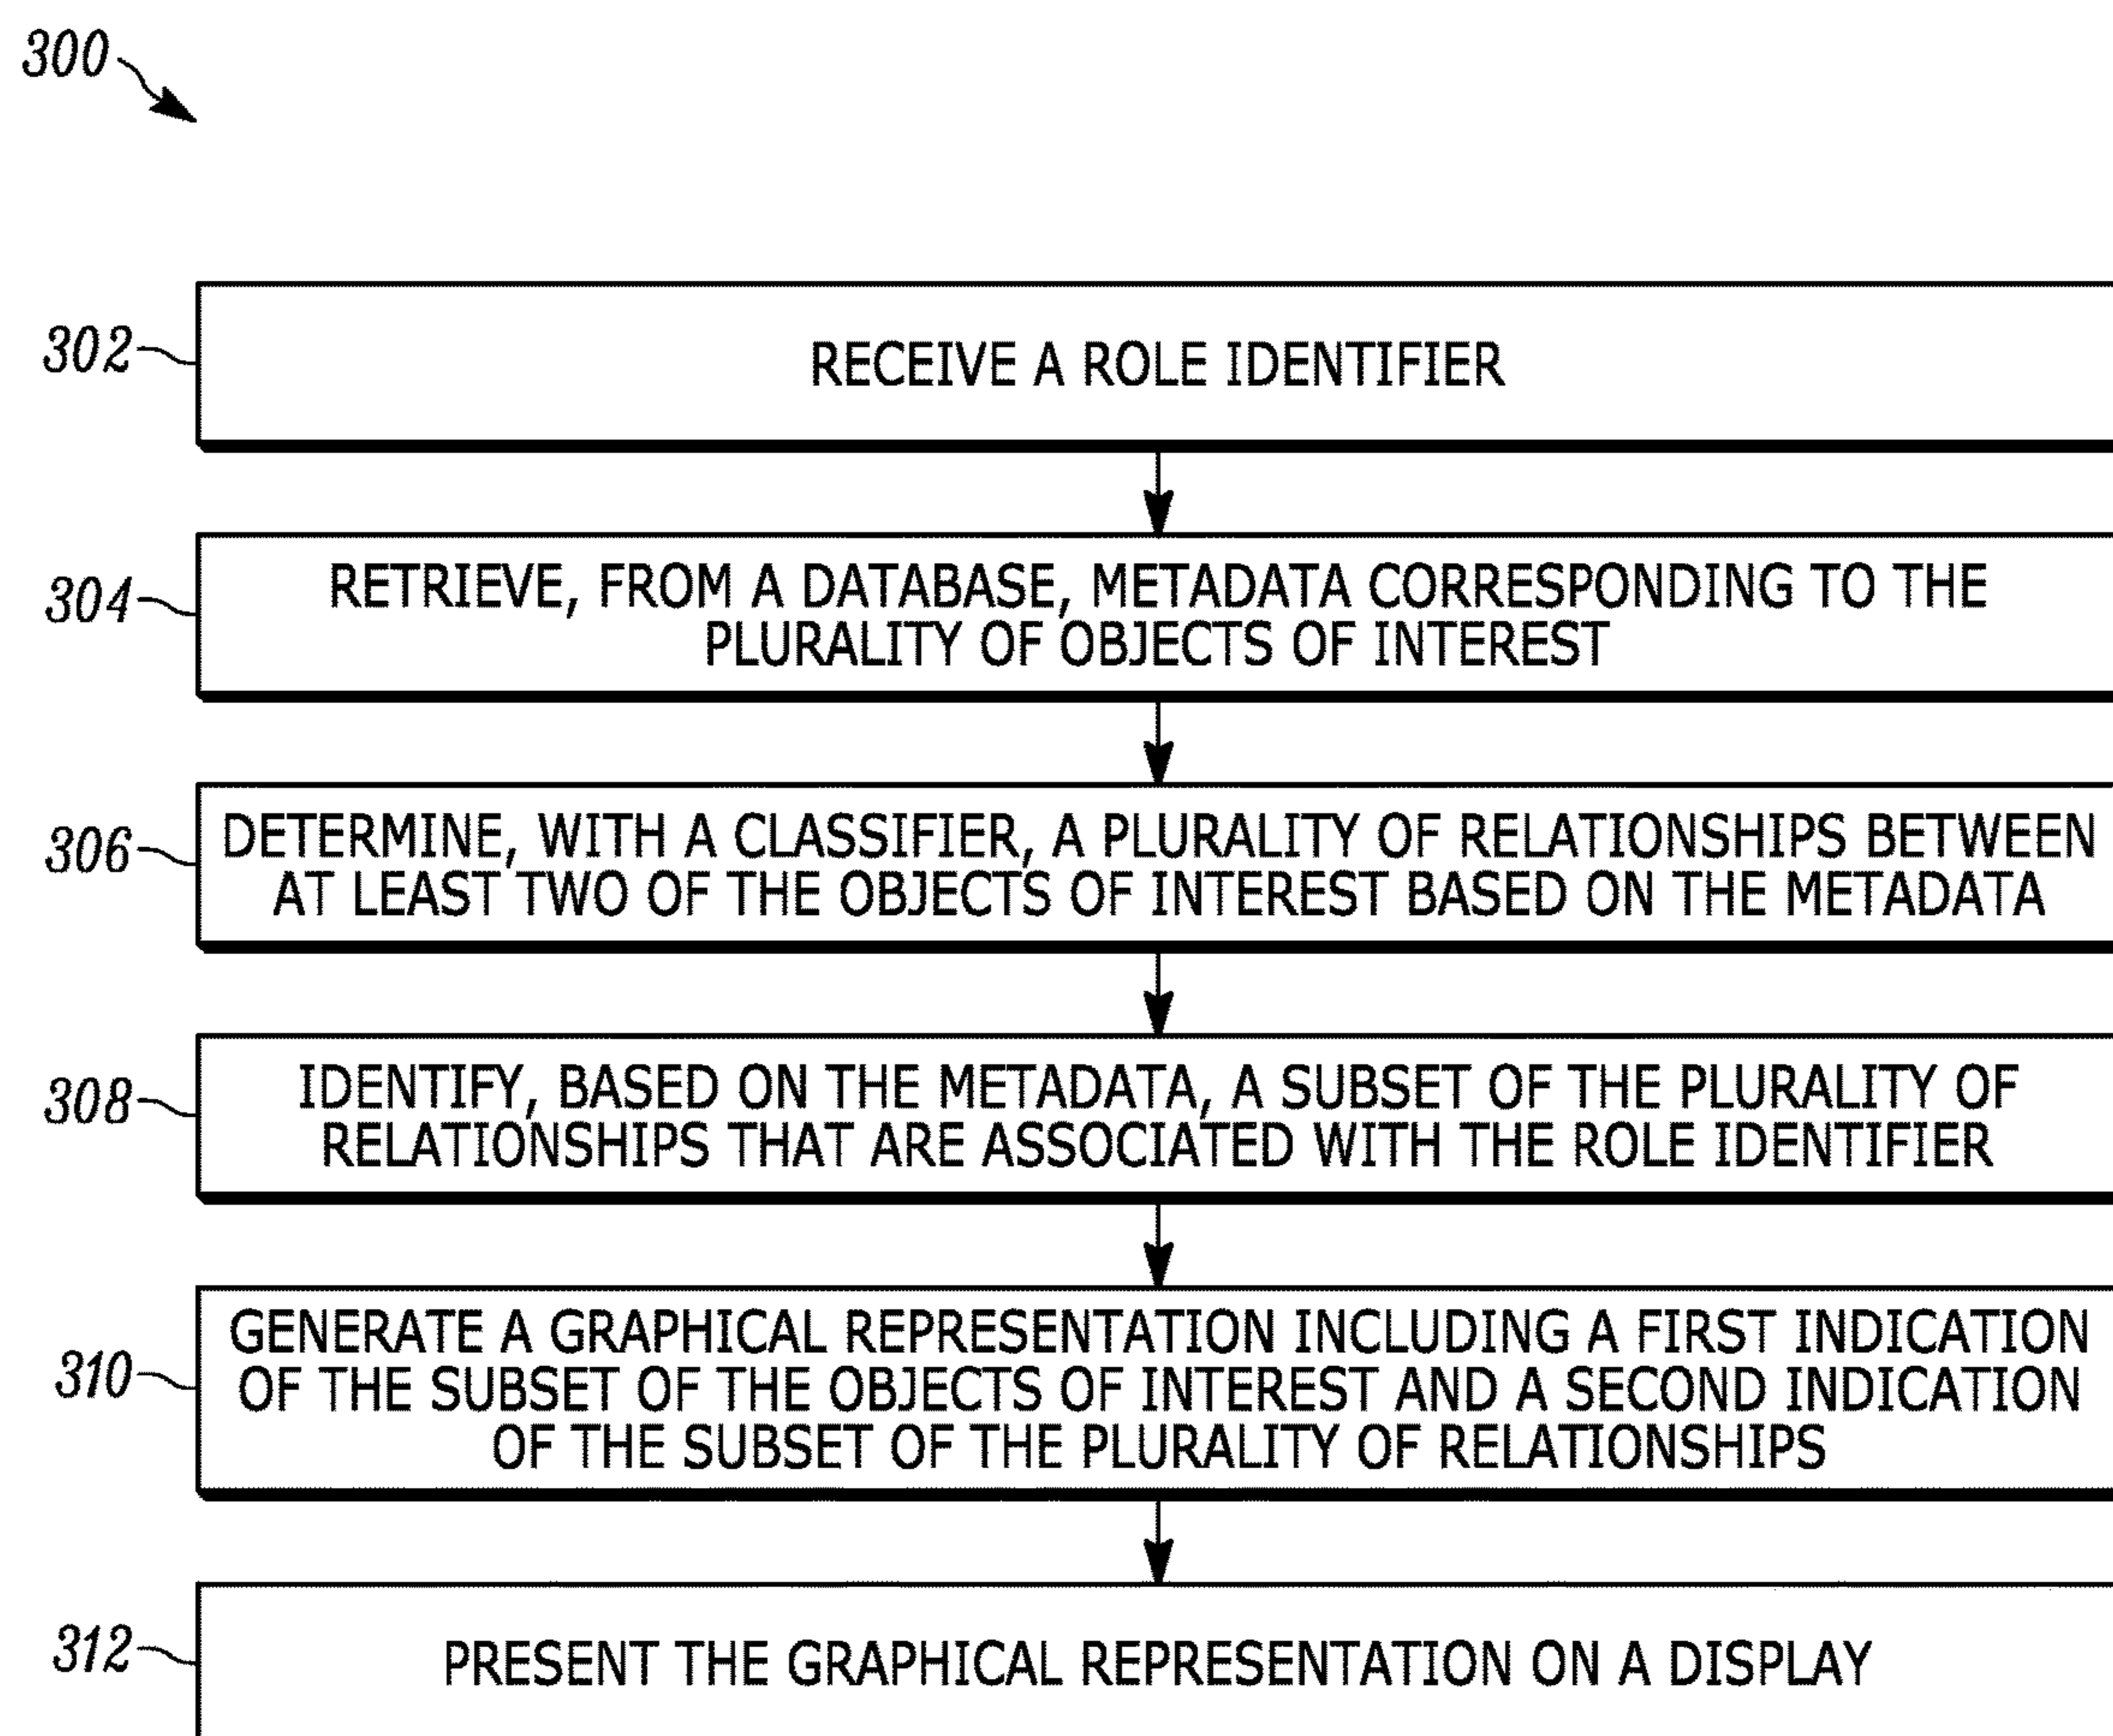 300
302
RECEIVE A ROLE IDENTIFIER
304
RETRIEVE, FROM A DATABASE, METADATA CORRESPONDING TO THE
PLURALITY OF OBJECTS OF INTEREST
306
DETERMINE, WITH A CLASSIFIER, A PLURALITY OF RELATIONSHIPS BETWEEN
AT LEAST TWO OF THE OBJECTS OF INTEREST BASED ON THE METADATA
308
IDENTIFY, BASED ON THE METADATA, A SUBSET OF THE PLURALITY OF
RELATIONSHIPS THAT ARE ASSOCIATED WITH THE ROLE IDENTIFIER
310
GENERATE A GRAPHICAL REPRESENTATION INCLUDING A FIRST INDICATION
OF THE SUBSET OF THE OBJECTS OF INTEREST AND A SECOND INDICATION
OF THE SUBSET OF THE PLURALITY OF RELATIONSHIPS
312
PRESENT THE GRAPHICAL REPRESENTATION ON A DISPLAY